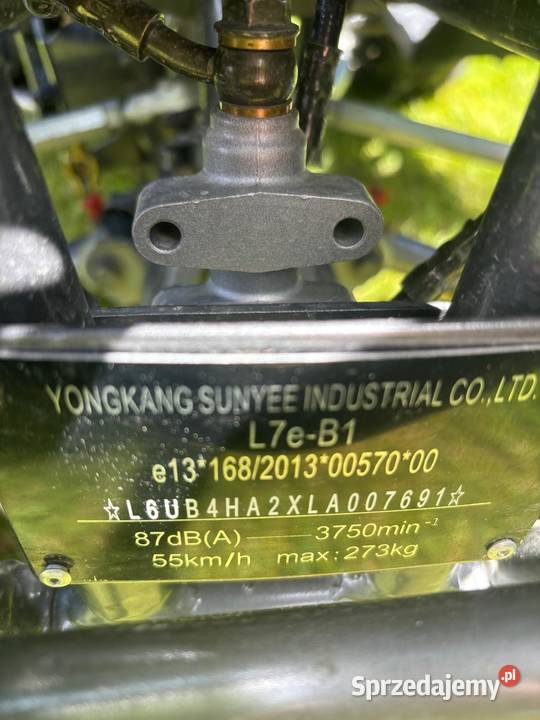 YONGKANG SUNYEE INDUSTRIAL CO.,LTD.
L7e-B1
e13*168/2013*00570*00
☆L6UB4HA2XLA007691☆
87dB(A) —— 3750min⁻¹
55km/h max:273kg
Sprzedajemy.pl